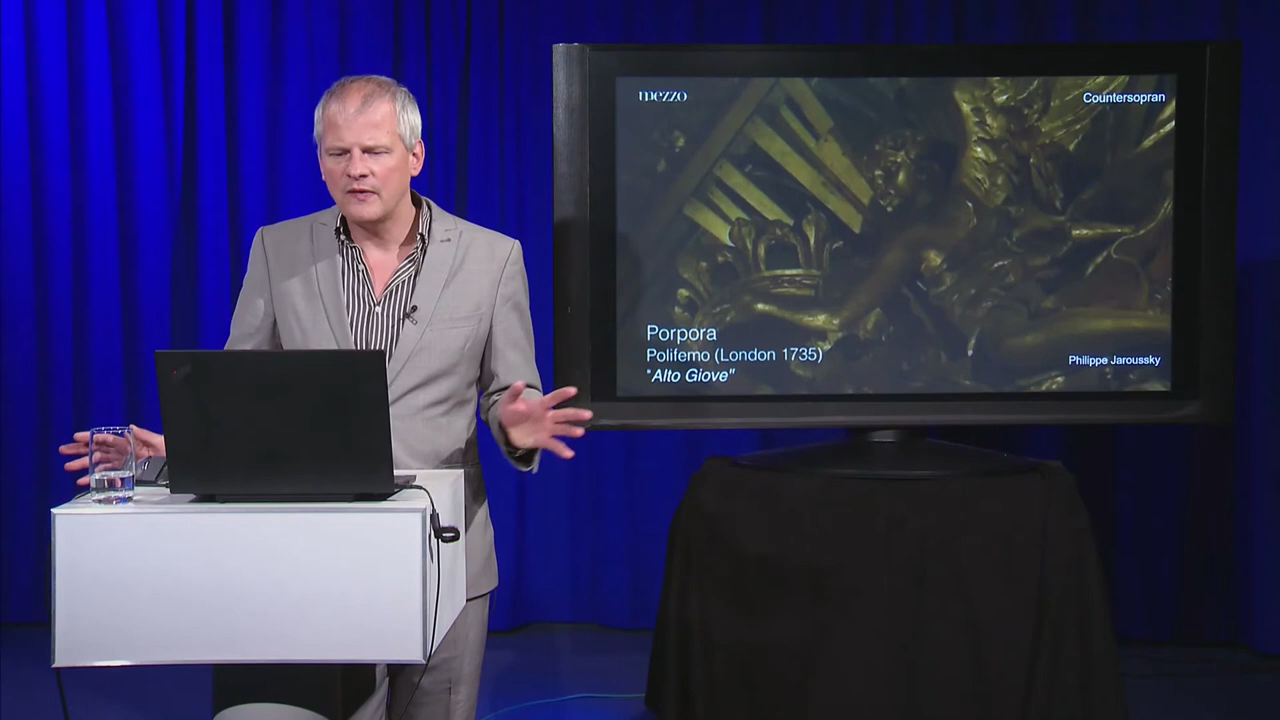 mezzo
Countersopran
Porpora
Polifemo (London 1735)
"Alto Giove"
Philippe Jaroussky